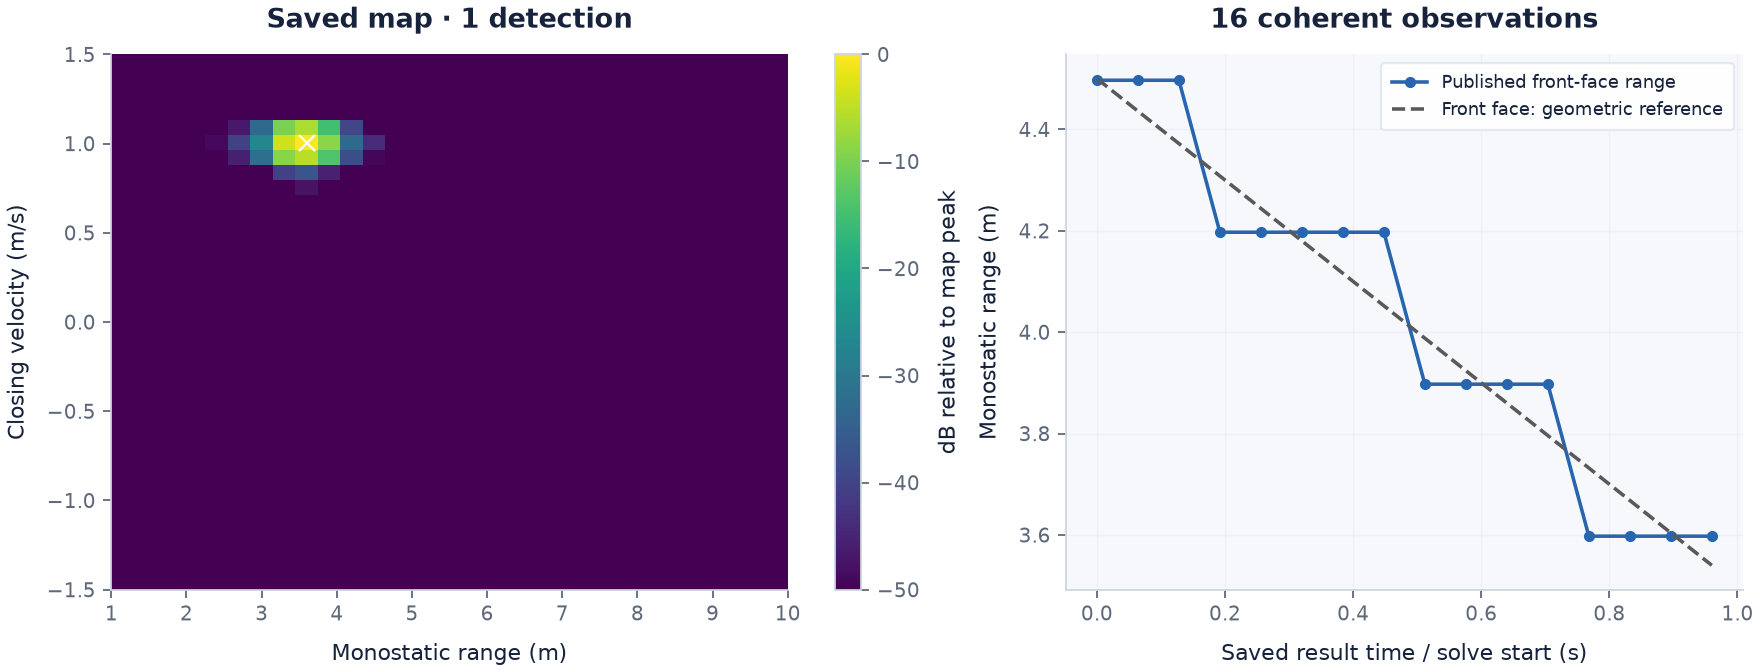 Saved map · 1 detection
1.5
1.0
0.5
0.0
−0.5
−1.0
−1.5
Closing velocity (m/s)
1 2 3 4 5 6 7 8 9 10
Monostatic range (m)
0
−10
−20
−30
−40
−50
dB relative to map peak
16 coherent observations
Published front-face range
Front face: geometric reference
4.4
4.2
4.0
3.8
3.6
Monostatic range (m)
0.0 0.2 0.4 0.6 0.8 1.0
Saved result time / solve start (s)